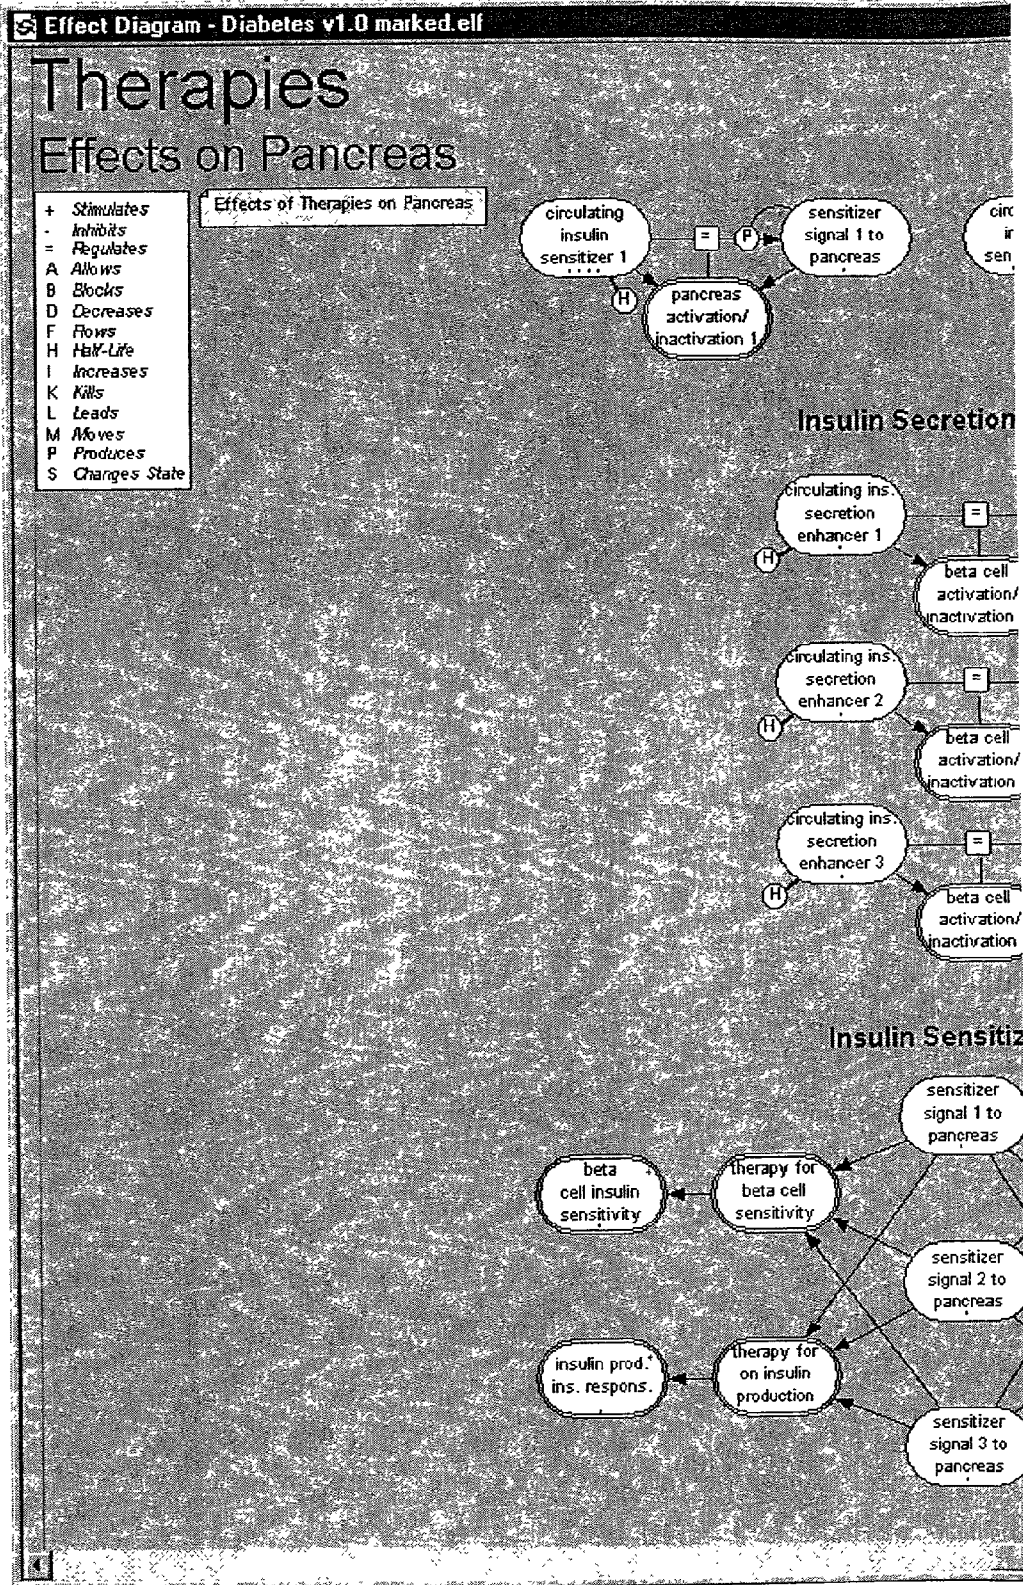 Effect Diagram - Diabetes v1.0 marked.elf
Therapies
Effects on Pancreas
+ Stimulates
- Inhibits
= Regulates
A Allows
B Blocks
D Decreases
F Flows
H Half-Life
I Increases
K Kills
L Leads
M Moves
P Produces
S Changes State
Effects of Therapies on Pancreas
circulating
insulin
sensitizer 1
=
P
sensitizer
signal 1 to
pancreas
H
pancreas
activation/
inactivation 1
circ
in
sen
Insulin Secretion
circulating ins.
secretion
enhancer 1
=
H
beta cell
activation/
inactivation
circulating ins.
secretion
enhancer 2
=
H
beta cell
activation/
inactivation
circulating ins.
secretion
enhancer 3
=
H
beta cell
activation/
inactivation
Insulin Sensitiz
sensitizer
signal 1 to
pancreas
beta
cell insulin
sensitivity
therapy for
beta cell
sensitivity
sensitizer
signal 2 to
pancreas
insulin prod.
ins. respons.
therapy for
on insulin
production
sensitizer
signal 3 to
pancreas